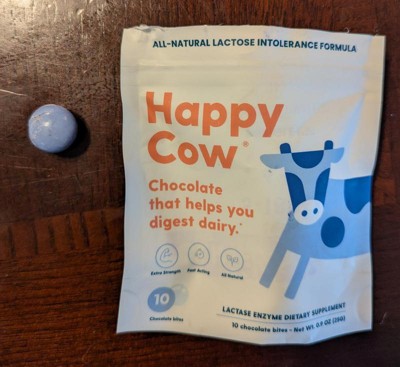 ALL-NATURAL LACTOSE INTOLERANCE FORMULA
Happy
Cow®
Chocolate
that helps you
digest dairy.*
Extra Strength
Fast Acting
All Natural
10
Chocolate bites
LACTASE ENZYME DIETARY SUPPLEMENT
10 chocolate bites - Net Wt. 0.9 OZ (25G)